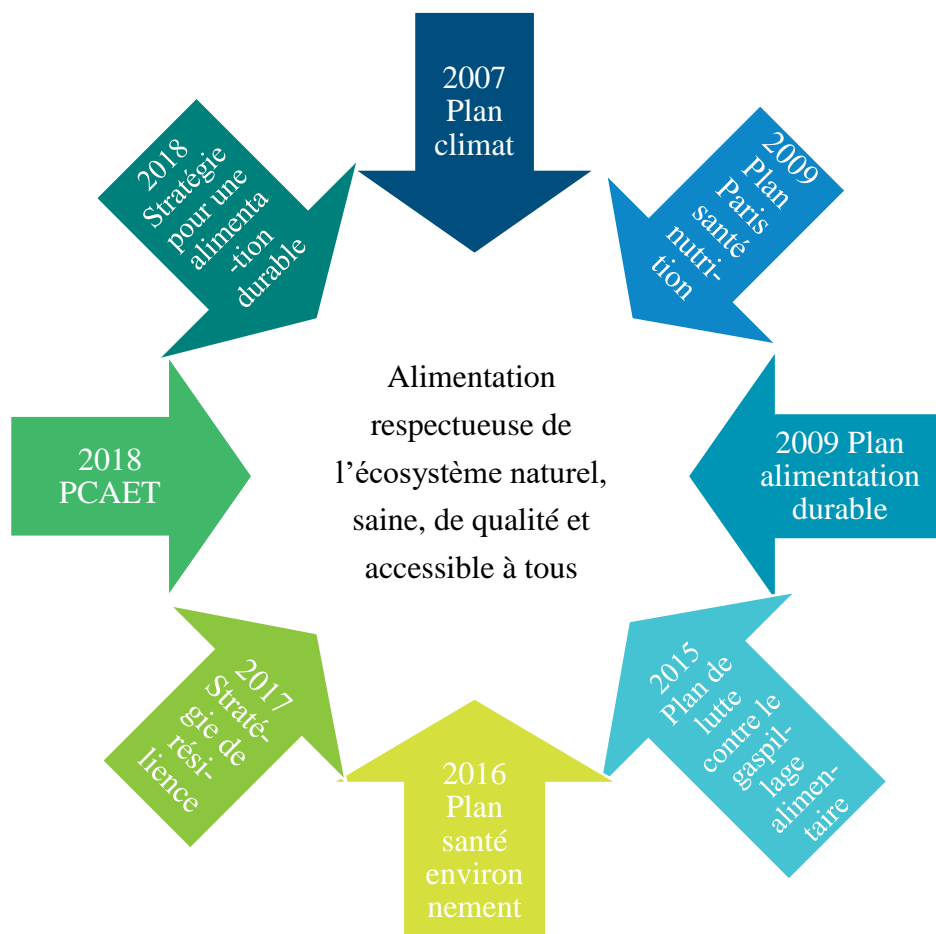 2007
Plan
climat
2009
Plan
Paris
santé
nutri-
tion
2009 Plan
alimentation
durable
2015
Plan de
lutte
contre le
gaspil-
lage
alimen-
taire
2016
Plan
santé
environ
nement
2017
Straté-
gie de
rési-
lience
2018
PCAET
2018
Stratégie
pour une
alimenta
-tion
durable
Alimentation
respectueuse de
l’écosystème naturel,
saine, de qualité et
accessible à tous